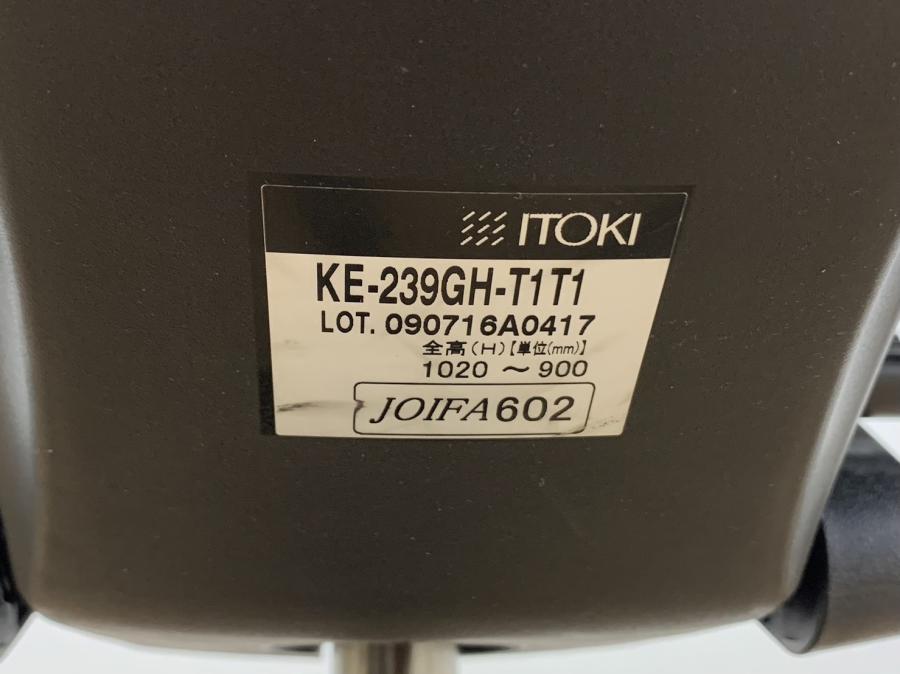 ITOKI
KE-239GH-T1T1
LOT. 090716A0417
全高(H)【単位(mm)】
1020 ～ 900
JOIFA602